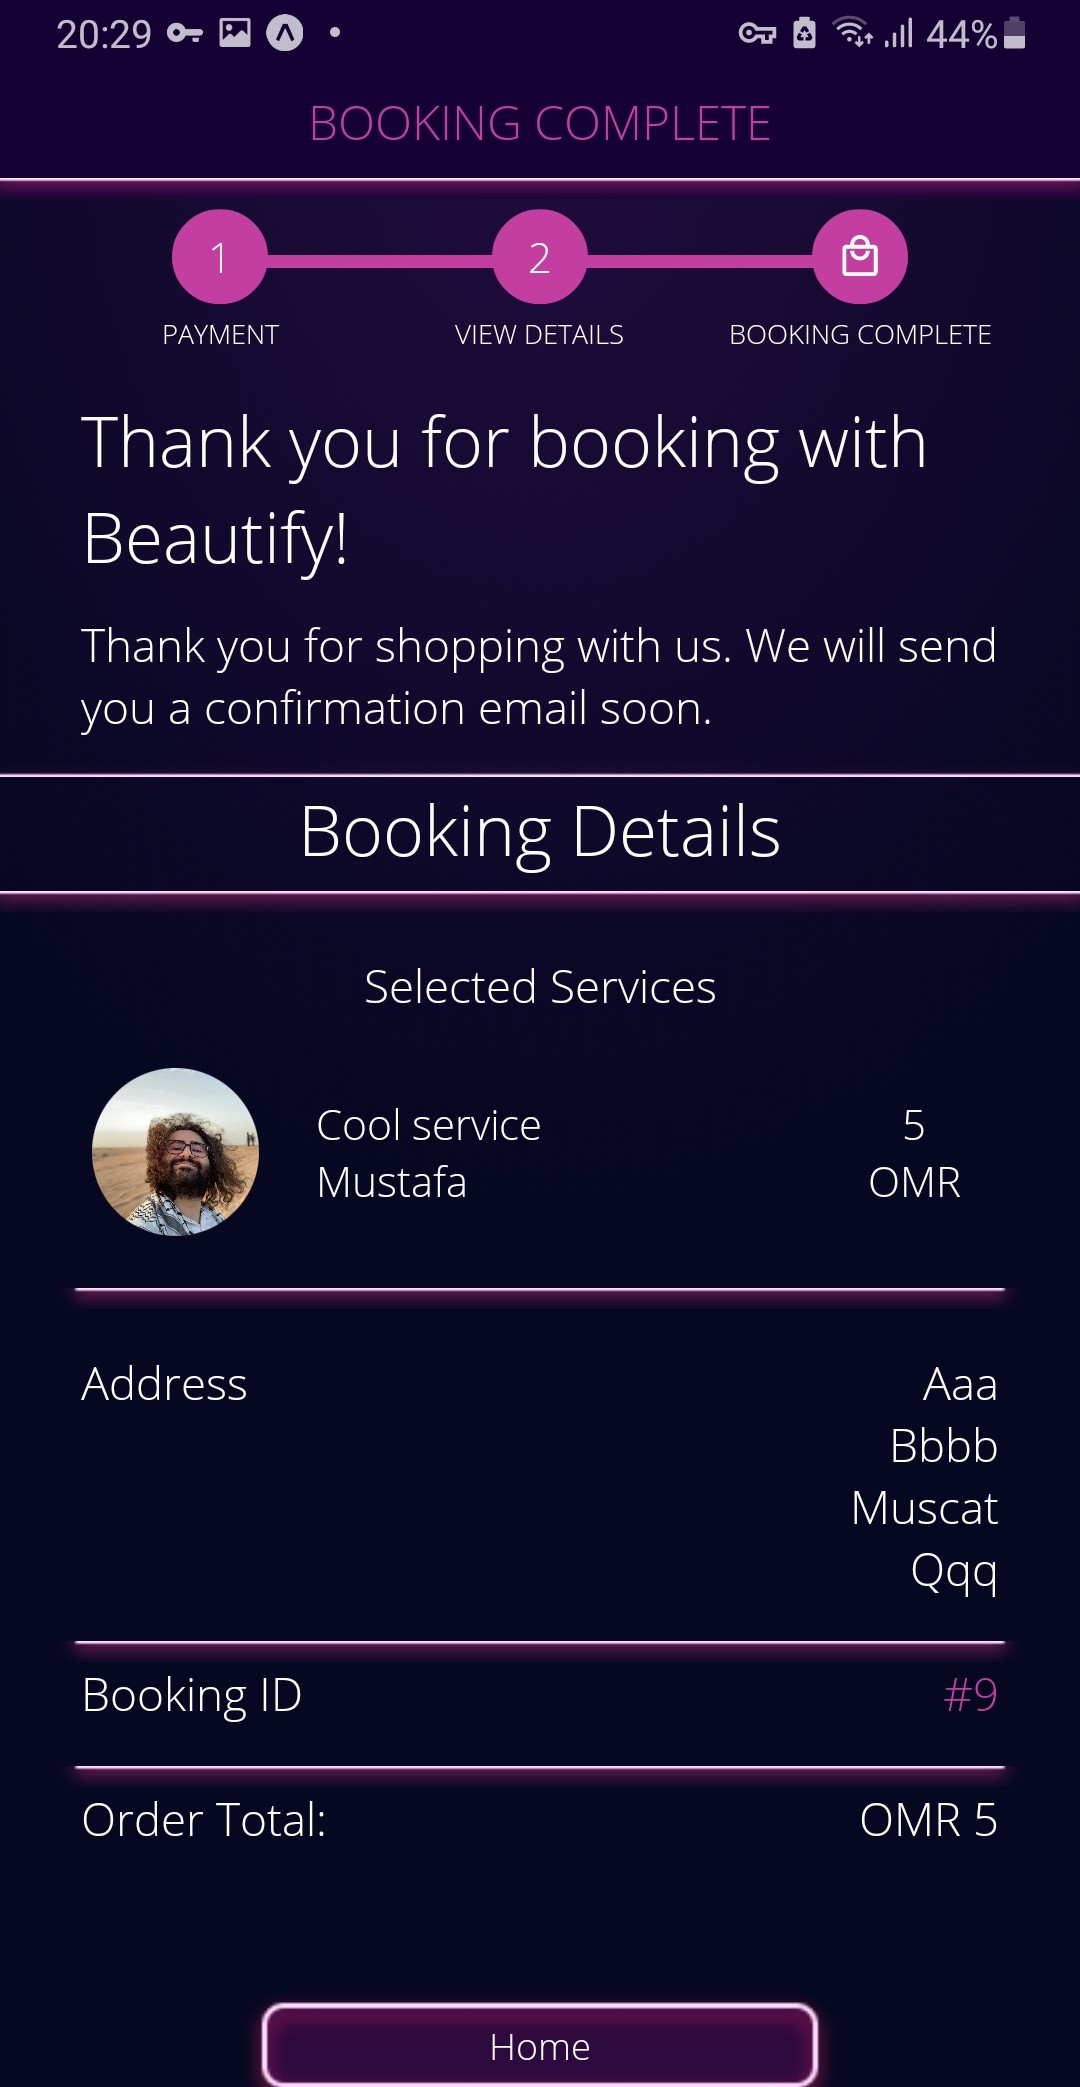 20:29
44%
BOOKING COMPLETE
1
2
PAYMENT
VIEW DETAILS
BOOKING COMPLETE
Thank you for booking with
Beautify!
Thank you for shopping with us. We will send
you a confirmation email soon.
Booking Details
Selected Services
Cool service
Mustafa
5
OMR
Address
Aaa
Bbbb
Muscat
Qqq
Booking ID
#9
Order Total:
OMR 5
Home